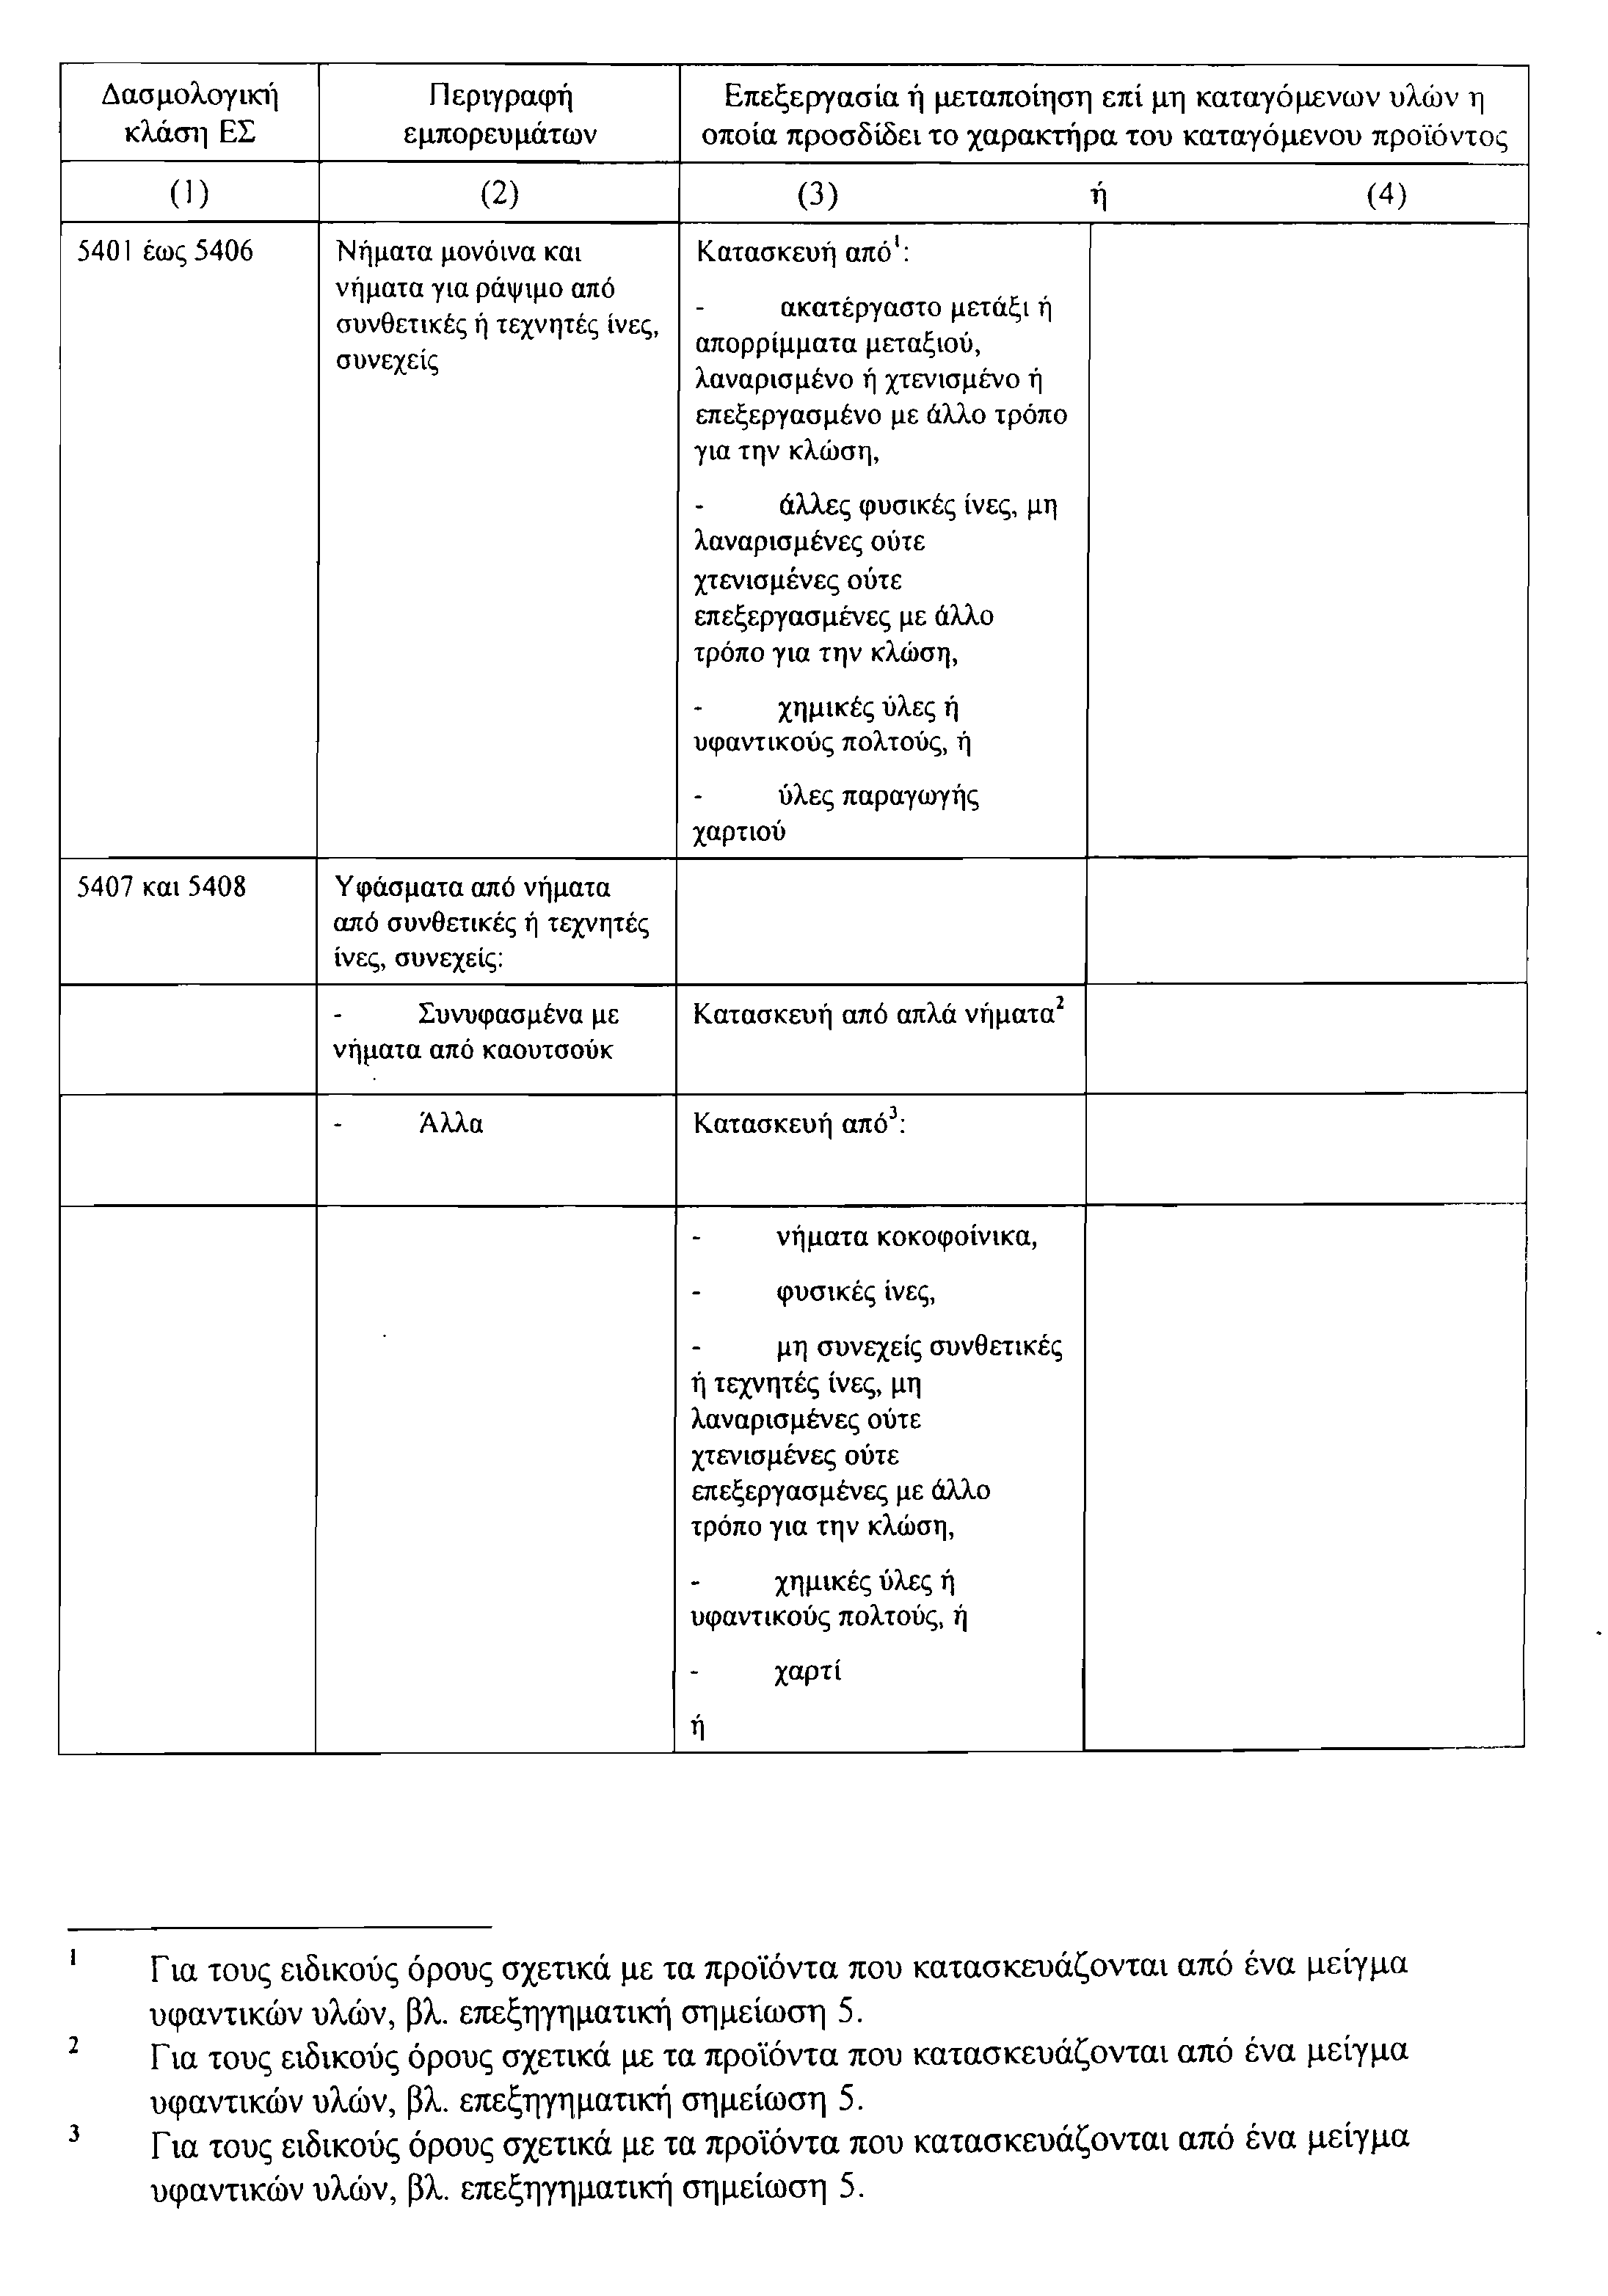 Δασμολογική
κλάση ΕΣ
Περιγραφή
εμπορευμάτων
Επεξεργασία ή μεταποίηση επί μη καταγόμενων υλών η
οποία προσδίδει το χαρακτήρα του καταγόμενου προϊόντος
(1)
(2)
(3) ή (4)
5401 έως 5406
Νήματα μονόινα και
νήματα για ράψιμο από
συνθετικές ή τεχνητές ίνες,
συνεχείς
Κατασκευή από¹:
- ακατέργαστο μετάξι ή
απορρίμματα μεταξιού,
λαναρισμένο ή χτενισμένο ή
επεξεργασμένο με άλλο τρόπο
για την κλώση,
- άλλες φυσικές ίνες, μη
λαναρισμένες ούτε
χτενισμένες ούτε
επεξεργασμένες με άλλο
τρόπο για την κλώση,
- χημικές ύλες ή
υφαντικούς πολτούς, ή
- ύλες παραγωγής
χαρτιού
5407 και 5408
Υφάσματα από νήματα
από συνθετικές ή τεχνητές
ίνες, συνεχείς:
- Συνυφασμένα με
νήματα από καουτσούκ
Κατασκευή από απλά νήματα²
- Άλλα
Κατασκευή από³:
- νήματα κοκοφοίνικα,
- φυσικές ίνες,
- μη συνεχείς συνθετικές
ή τεχνητές ίνες, μη
λαναρισμένες ούτε
χτενισμένες ούτε
επεξεργασμένες με άλλο
τρόπο για την κλώση,
- χημικές ύλες ή
υφαντικούς πολτούς, ή
- χαρτί
ή
1 Για τους ειδικούς όρους σχετικά με τα προϊόντα που κατασκευάζονται από ένα μείγμα
υφαντικών υλών, βλ. επεξηγηματική σημείωση 5.
2 Για τους ειδικούς όρους σχετικά με τα προϊόντα που κατασκευάζονται από ένα μείγμα
υφαντικών υλών, βλ. επεξηγηματική σημείωση 5.
3 Για τους ειδικούς όρους σχετικά με τα προϊόντα που κατασκευάζονται από ένα μείγμα
υφαντικών υλών, βλ. επεξηγηματική σημείωση 5.